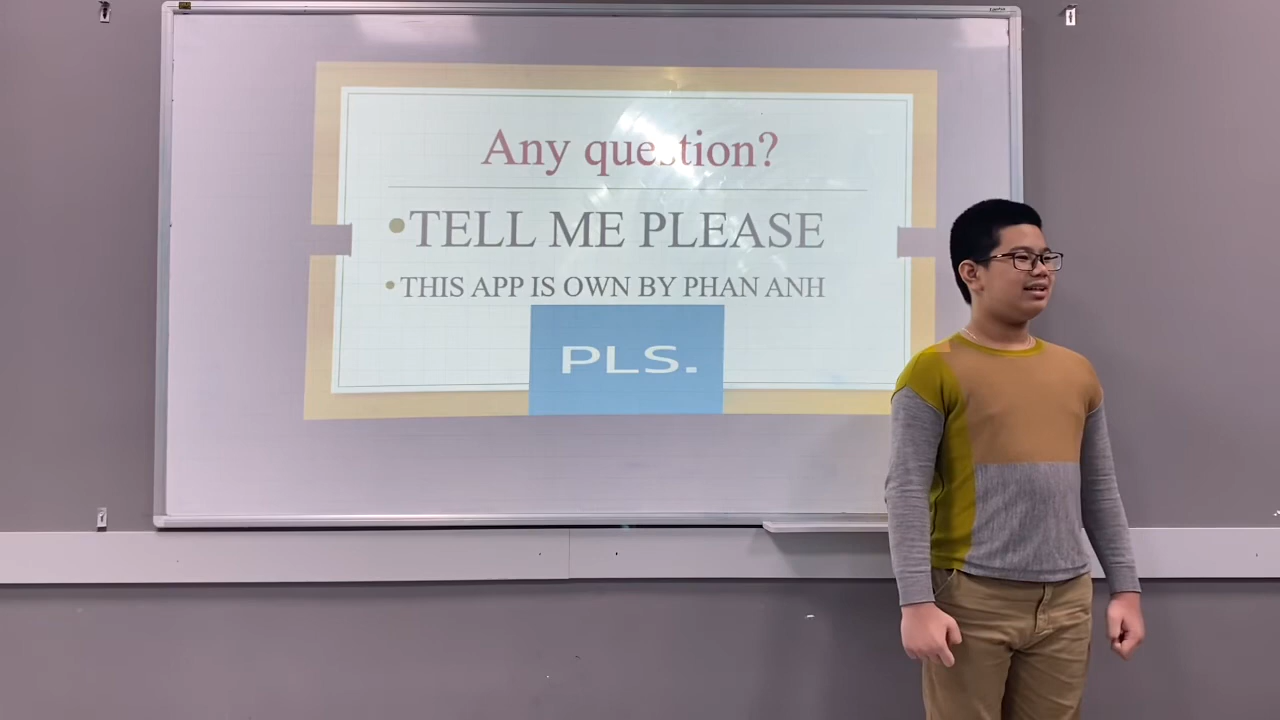 Any question?
•TELL ME PLEASE
•THIS APP IS OWN BY PHAN ANH
PLS.